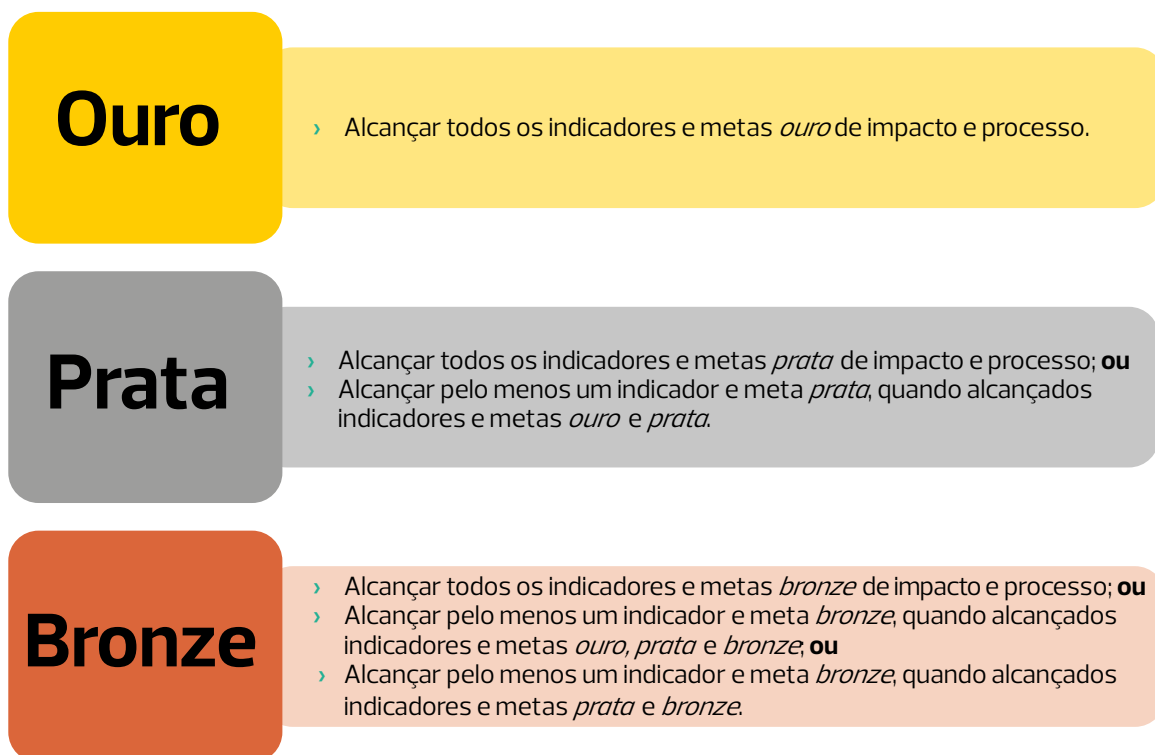 Ouro
› Alcançar todos os indicadores e metas ouro de impacto e processo.
Prata
› Alcançar todos os indicadores e metas prata de impacto e processo; ou
› Alcançar pelo menos um indicador e meta prata, quando alcançados
indicadores e metas ouro e prata.
Bronze
› Alcançar todos os indicadores e metas bronze de impacto e processo; ou
› Alcançar pelo menos um indicador e meta bronze, quando alcançados
indicadores e metas ouro, prata e bronze; ou
› Alcançar pelo menos um indicador e meta bronze, quando alcançados
indicadores e metas prata e bronze.